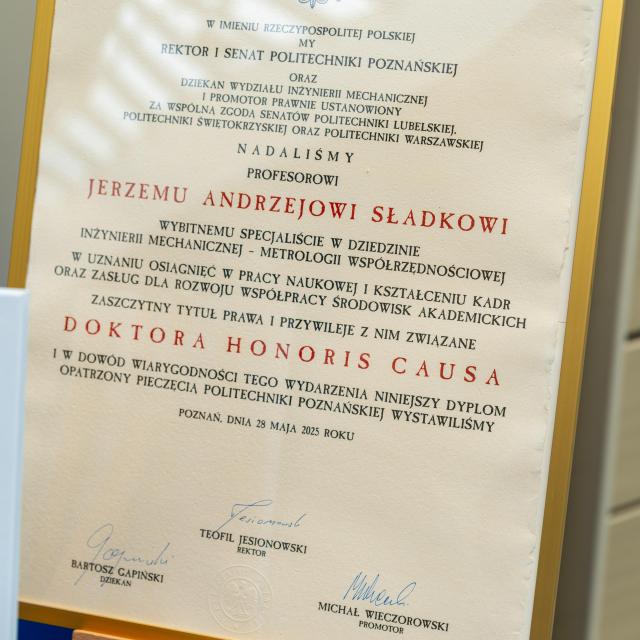 W IMIENIU RZECZYPOSPOLITEJ POLSKIEJ
MY
REKTOR I SENAT POLITECHNIKI POZNAŃSKIEJ
ORAZ
DZIEKAN WYDZIAŁU INŻYNIERII MECHANICZNEJ
I PROMOTOR PRAWNIE USTANOWIONY
ZA WSPÓLNĄ ZGODĄ SENATÓW POLITECHNIKI LUBELSKIEJ,
POLITECHNIKI ŚWIĘTOKRZYSKIEJ ORAZ POLITECHNIKI WARSZAWSKIEJ
NADALIŚMY
PROFESOROWI
JERZEMU ANDRZEJOWI SŁADKOWI
WYBITNEMU SPECJALIŚCIE W DZIEDZINIE
INŻYNIERII MECHANICZNEJ - METROLOGII WSPÓŁRZĘDNOŚCIOWEJ
W UZNANIU OSIĄGNIĘĆ W PRACY NAUKOWEJ I KSZTAŁCENIU KADR
ORAZ ZASŁUG DLA ROZWOJU WSPÓŁPRACY ŚRODOWISK AKADEMICKICH
ZASZCZYTNY TYTUŁ PRAWA I PRZYWILEJE Z NIM ZWIĄZANE
DOKTORA HONORIS CAUSA
I W DOWÓD WIARYGODNOŚCI TEGO WYDARZENIA NINIEJSZY DYPLOM
OPATRZONY PIECZĘCIĄ POLITECHNIKI POZNAŃSKIEJ WYSTAWILIŚMY
POZNAŃ, DNIA 28 MAJA 2025 ROKU
TEOFIL JESIONOWSKI
REKTOR
BARTOSZ GAPIŃSKI
DZIEKAN
MICHAŁ WIECZOROWSKI
PROMOTOR